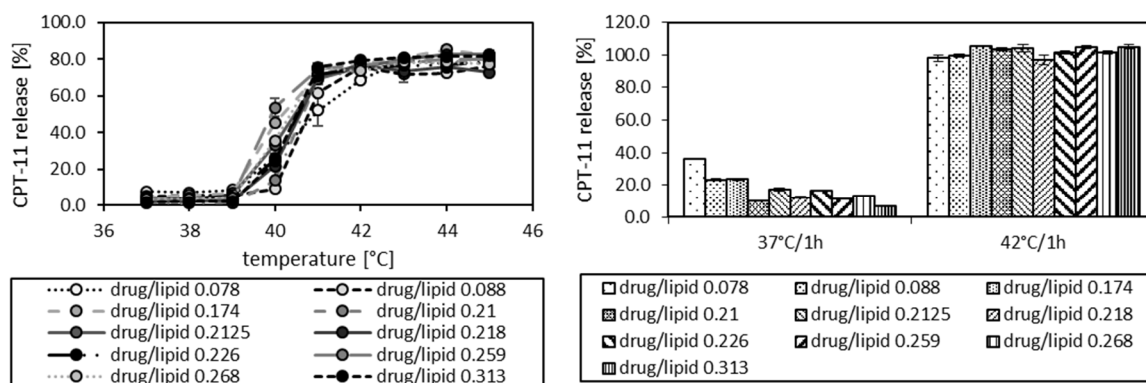 CPT-11 release [%]
100.0
80.0
60.0
40.0
20.0
0.0
36
38
40
42
44
46
temperature [°C]
drug/lipid 0.078
drug/lipid 0.088
drug/lipid 0.174
drug/lipid 0.21
drug/lipid 0.2125
drug/lipid 0.218
drug/lipid 0.226
drug/lipid 0.259
drug/lipid 0.268
drug/lipid 0.313
CPT-11 release [%]
120.0
100.0
80.0
60.0
40.0
20.0
0.0
37°C/1h
42°C/1h
drug/lipid 0.078
drug/lipid 0.088
drug/lipid 0.174
drug/lipid 0.21
drug/lipid 0.2125
drug/lipid 0.218
drug/lipid 0.226
drug/lipid 0.259
drug/lipid 0.268
drug/lipid 0.313